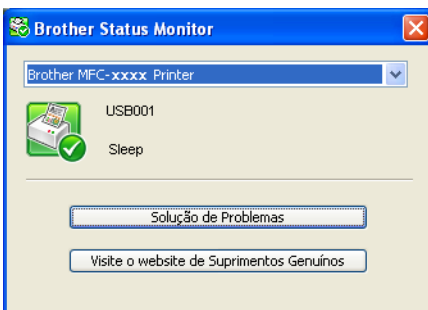 Brother Status Monitor
Brother MFC-xxxx Printer
USB001
Sleep
Solução de Problemas
Visite o website de Suprimentos Genuínos